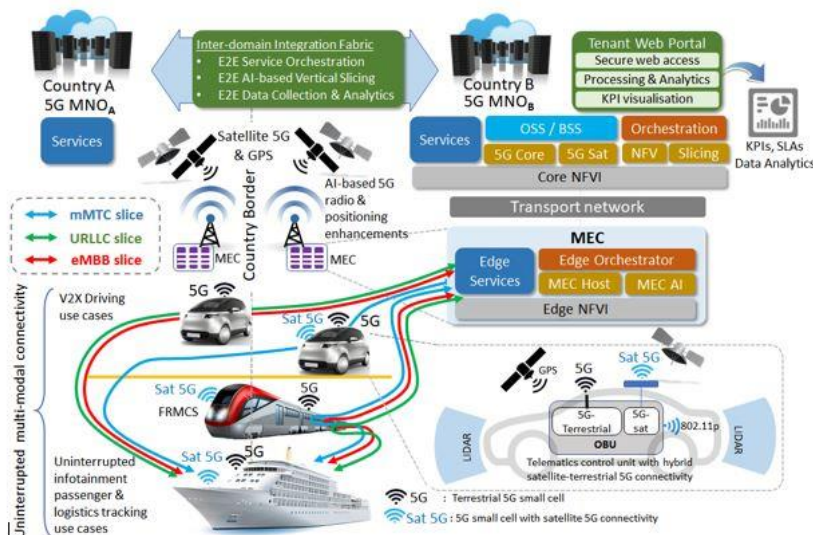 Country A
5G MNOA
Services
Inter-domain Integration Fabric
• E2E Service Orchestration
• E2E AI-based Vertical Slicing
• E2E Data Collection & Analytics
Country B
5G MNOB
Tenant Web Portal
Secure web access
Processing & Analytics
KPI visualisation
KPIs, SLAs
Data Analytics
Services
OSS / BSS
Orchestration
5G Core
5G Sat
NFV
Slicing
Core NFVI
Transport network
Satellite 5G
& GPS
Country Border
AI-based 5G
radio &
positioning
enhancements
MEC
MEC
mMTC slice
URLLC slice
eMBB slice
MEC
Edge
Services
Edge Orchestrator
MEC Host
MEC AI
Edge NFVI
Uninterrupted multi-modal connectivity
V2X Driving
use cases
5G
Sat 5G
5G
Sat 5G
5G
FRMCS
Uninterrupted
infotainment
passenger &
logistics tracking
use cases
Sat 5G
5G
GPS
5G
Sat 5G
LIDAR
5G-
Terrestrial
5G-
sat
OBU
802.11p
LIDAR
Telematics control unit with hybrid
satellite-terrestrial 5G connectivity
5G : Terrestrial 5G small cell
Sat 5G : 5G small cell with satellite 5G connectivity